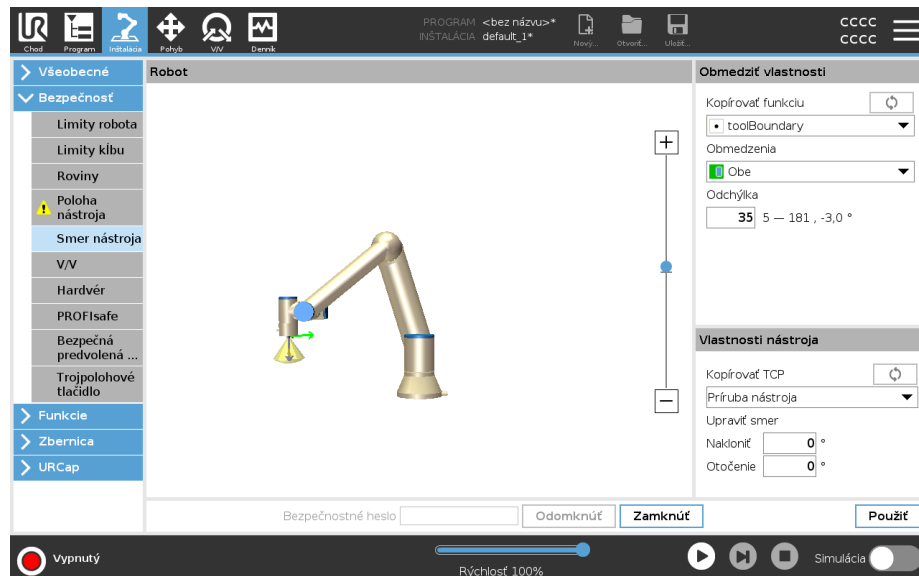 PROGRAM <bez názvu>*
INŠTALÁCIA default_1*
Chod
Program
Inštalácia
Pohyb
V/V
Denník
Nový...
Otvoriť...
Uložiť...
CCCC
CCCC
Všeobecné
Bezpečnosť
Limity robota
Limity kĺbu
Roviny
Poloha
nástroja
Smer nástroja
V/V
Hardvér
PROFIsafe
Bezpečná
predvolená ...
Trojpolohové
tlačidlo
Funkcie
Zbernica
URCap
Robot
Obmedziť vlastnosti
Kopírovať funkciu
toolBoundary
Obmedzenia
Obe
Odchýlka
35 5 — 181 , -3,0 °
Vlastnosti nástroja
Kopírovať TCP
Príruba nástroja
Upraviť smer
Nakloniť 0 °
Otočenie 0 °
Bezpečnostné heslo
Odomknúť
Zamknúť
Použiť
Vypnutý
Rýchlosť 100%
Simulácia